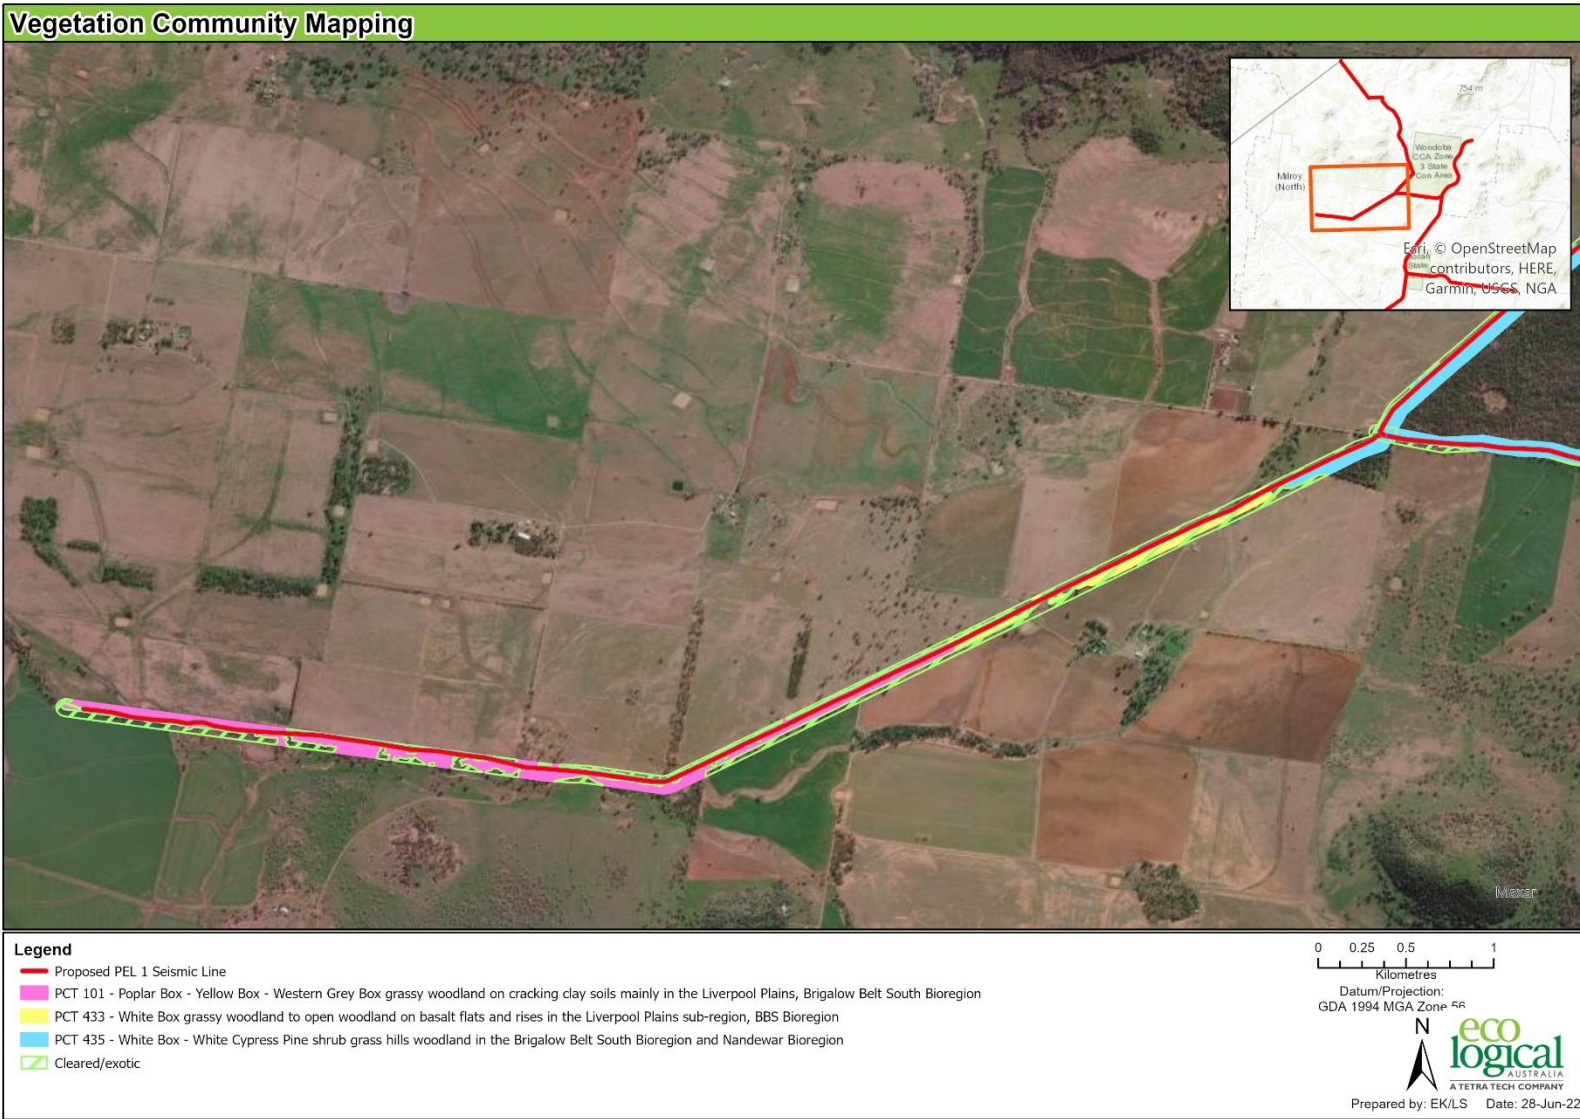 Vegetation Community Mapping
754 m
Wondoba
CCA Zone
3 State
Con Area
Milroy
(North)
State
Esri, © OpenStreetMap
contributors, HERE,
Garmin, USGS, NGA
Maxar
Legend
Proposed PEL 1 Seismic Line
PCT 101 - Poplar Box - Yellow Box - Western Grey Box grassy woodland on cracking clay soils mainly in the Liverpool Plains, Brigalow Belt South Bioregion
PCT 433 - White Box grassy woodland to open woodland on basalt flats and rises in the Liverpool Plains sub-region, BBS Bioregion
PCT 435 - White Box - White Cypress Pine shrub grass hills woodland in the Brigalow Belt South Bioregion and Nandewar Bioregion
Cleared/exotic
0 0.25 0.5 1
Kilometres
Datum/Projection:
GDA 1994 MGA Zone 56
N
eco
logical
AUSTRALIA
A TETRA TECH COMPANY
Prepared by: EK/LS Date: 28-Jun-22